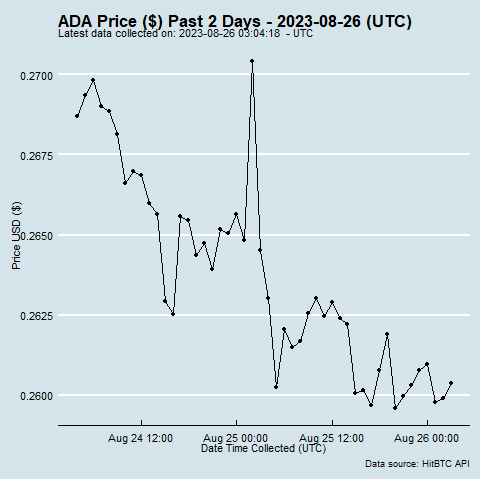 ADA Price ($) Past 2 Days - 2023-08-26 (UTC)
Latest data collected on: 2023-08-26 03:04:18 - UTC
0.2700
0.2675
0.2650
0.2625
0.2600
Price USD ($)
Aug 24 12:00 Aug 25 00:00 Aug 25 12:00 Aug 26 00:00
Date Time Collected (UTC)
Data source: HitBTC API